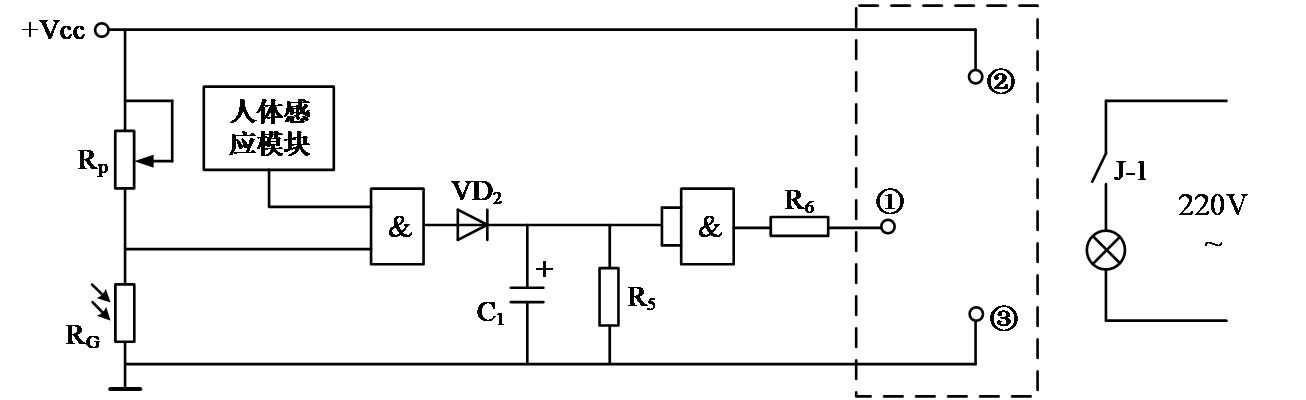 +Vcc
②
人体感
应模块
Rp
J-1
VD2
R6
①
220V
&
&
~
+
R5
C1
③
RG